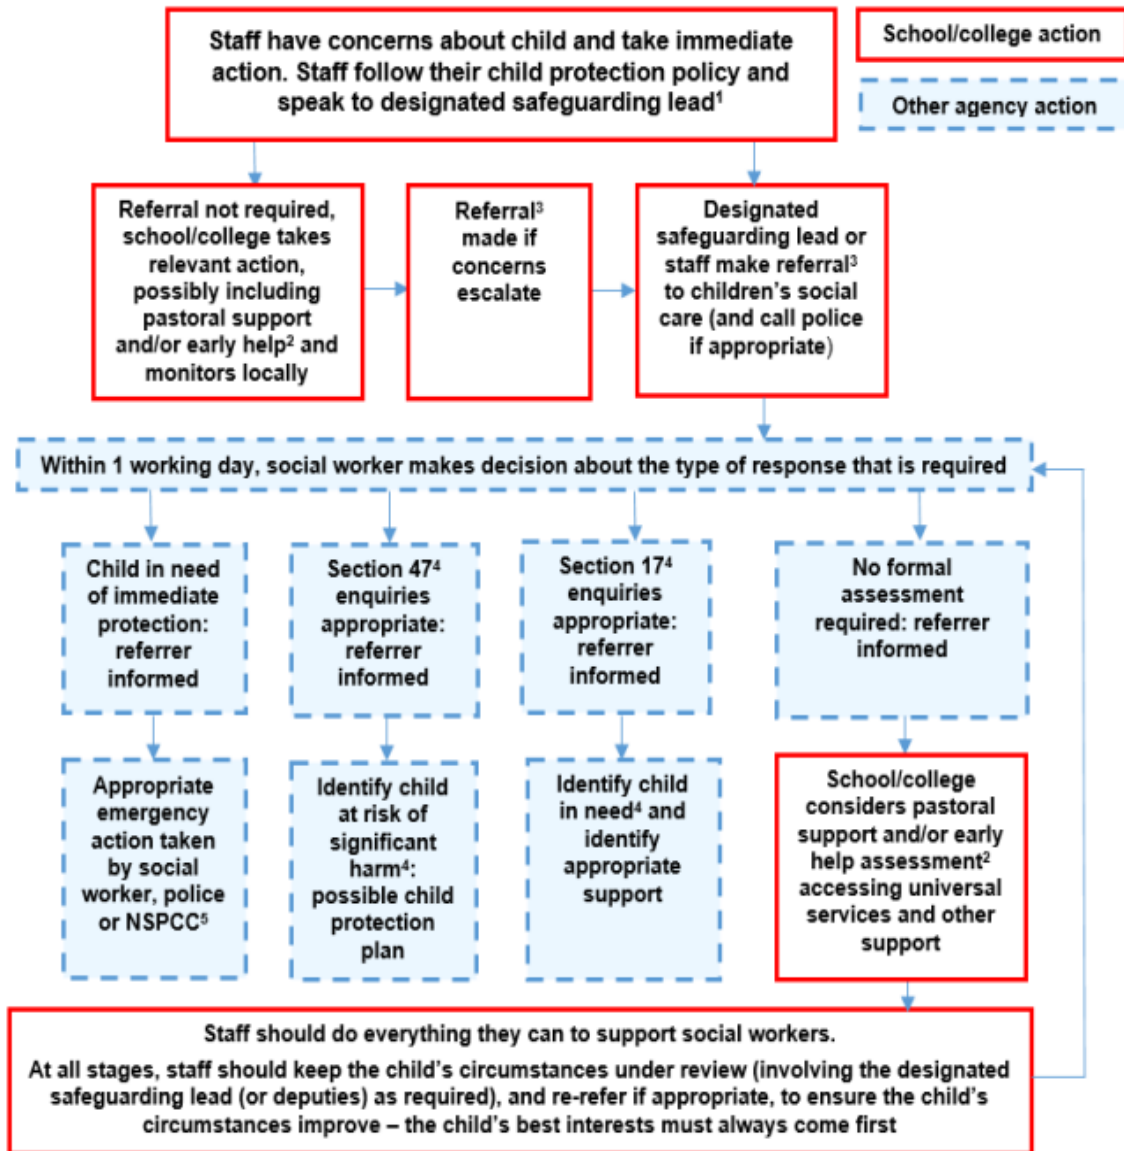 Staff have concerns about child and take immediate
action. Staff follow their child protection policy and
speak to designated safeguarding lead¹
School/college action
Other agency action
Referral not required,
school/college takes
relevant action,
possibly including
pastoral support
and/or early help² and
monitors locally
Referral³
made if
concerns
escalate
Designated
safeguarding lead or
staff make referral³
to children's social
care (and call police
if appropriate)
Within 1 working day, social worker makes decision about the type of response that is required
Child in need
of immediate
protection:
referrer
informed
Section 47⁴
enquiries
appropriate:
referrer
informed
Section 17⁴
enquiries
appropriate:
referrer
informed
No formal
assessment
required: referrer
informed
Appropriate
emergency
action taken
by social
worker, police
or NSPCC⁵
Identify child
at risk of
significant
harm⁴:
possible child
protection
plan
Identify child
in need⁴ and
identify
appropriate
support
School/college
considers pastoral
support and/or early
help assessment²
accessing universal
services and other
support
Staff should do everything they can to support social workers.
At all stages, staff should keep the child's circumstances under review (involving the designated
safeguarding lead (or deputies) as required), and re-refer if appropriate, to ensure the child's
circumstances improve – the child's best interests must always come first